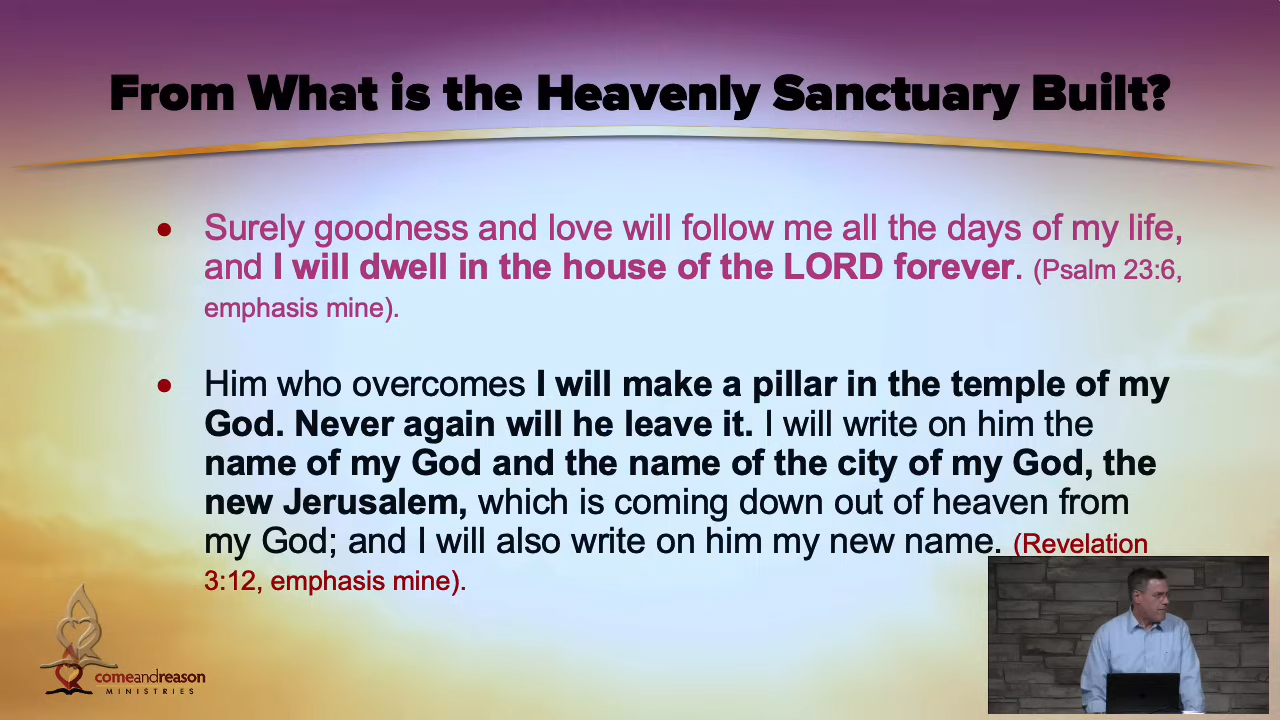 From What is the Heavenly Sanctuary Built?
• Surely goodness and love will follow me all the days of my life,
and I will dwell in the house of the LORD forever. (Psalm 23:6,
emphasis mine).
• Him who overcomes I will make a pillar in the temple of my
God. Never again will he leave it. I will write on him the
name of my God and the name of the city of my God, the
new Jerusalem, which is coming down out of heaven from
my God; and I will also write on him my new name. (Revelation
3:12, emphasis mine).
comeandreason
MINISTRIES